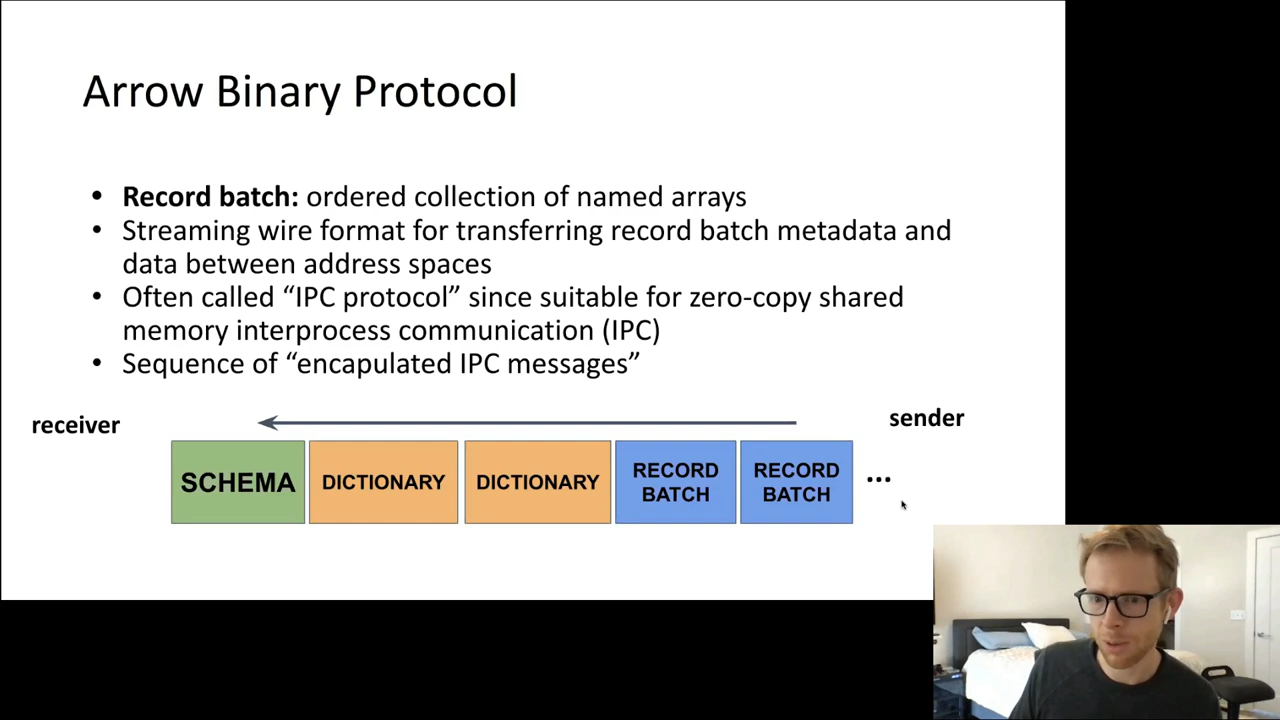 Arrow Binary Protocol
• Record batch: ordered collection of named arrays
• Streaming wire format for transferring record batch metadata and
data between address spaces
• Often called “IPC protocol” since suitable for zero-copy shared
memory interprocess communication (IPC)
• Sequence of “encapulated IPC messages”
receiver
sender
SCHEMA
DICTIONARY
DICTIONARY
RECORD
BATCH
RECORD
BATCH
...